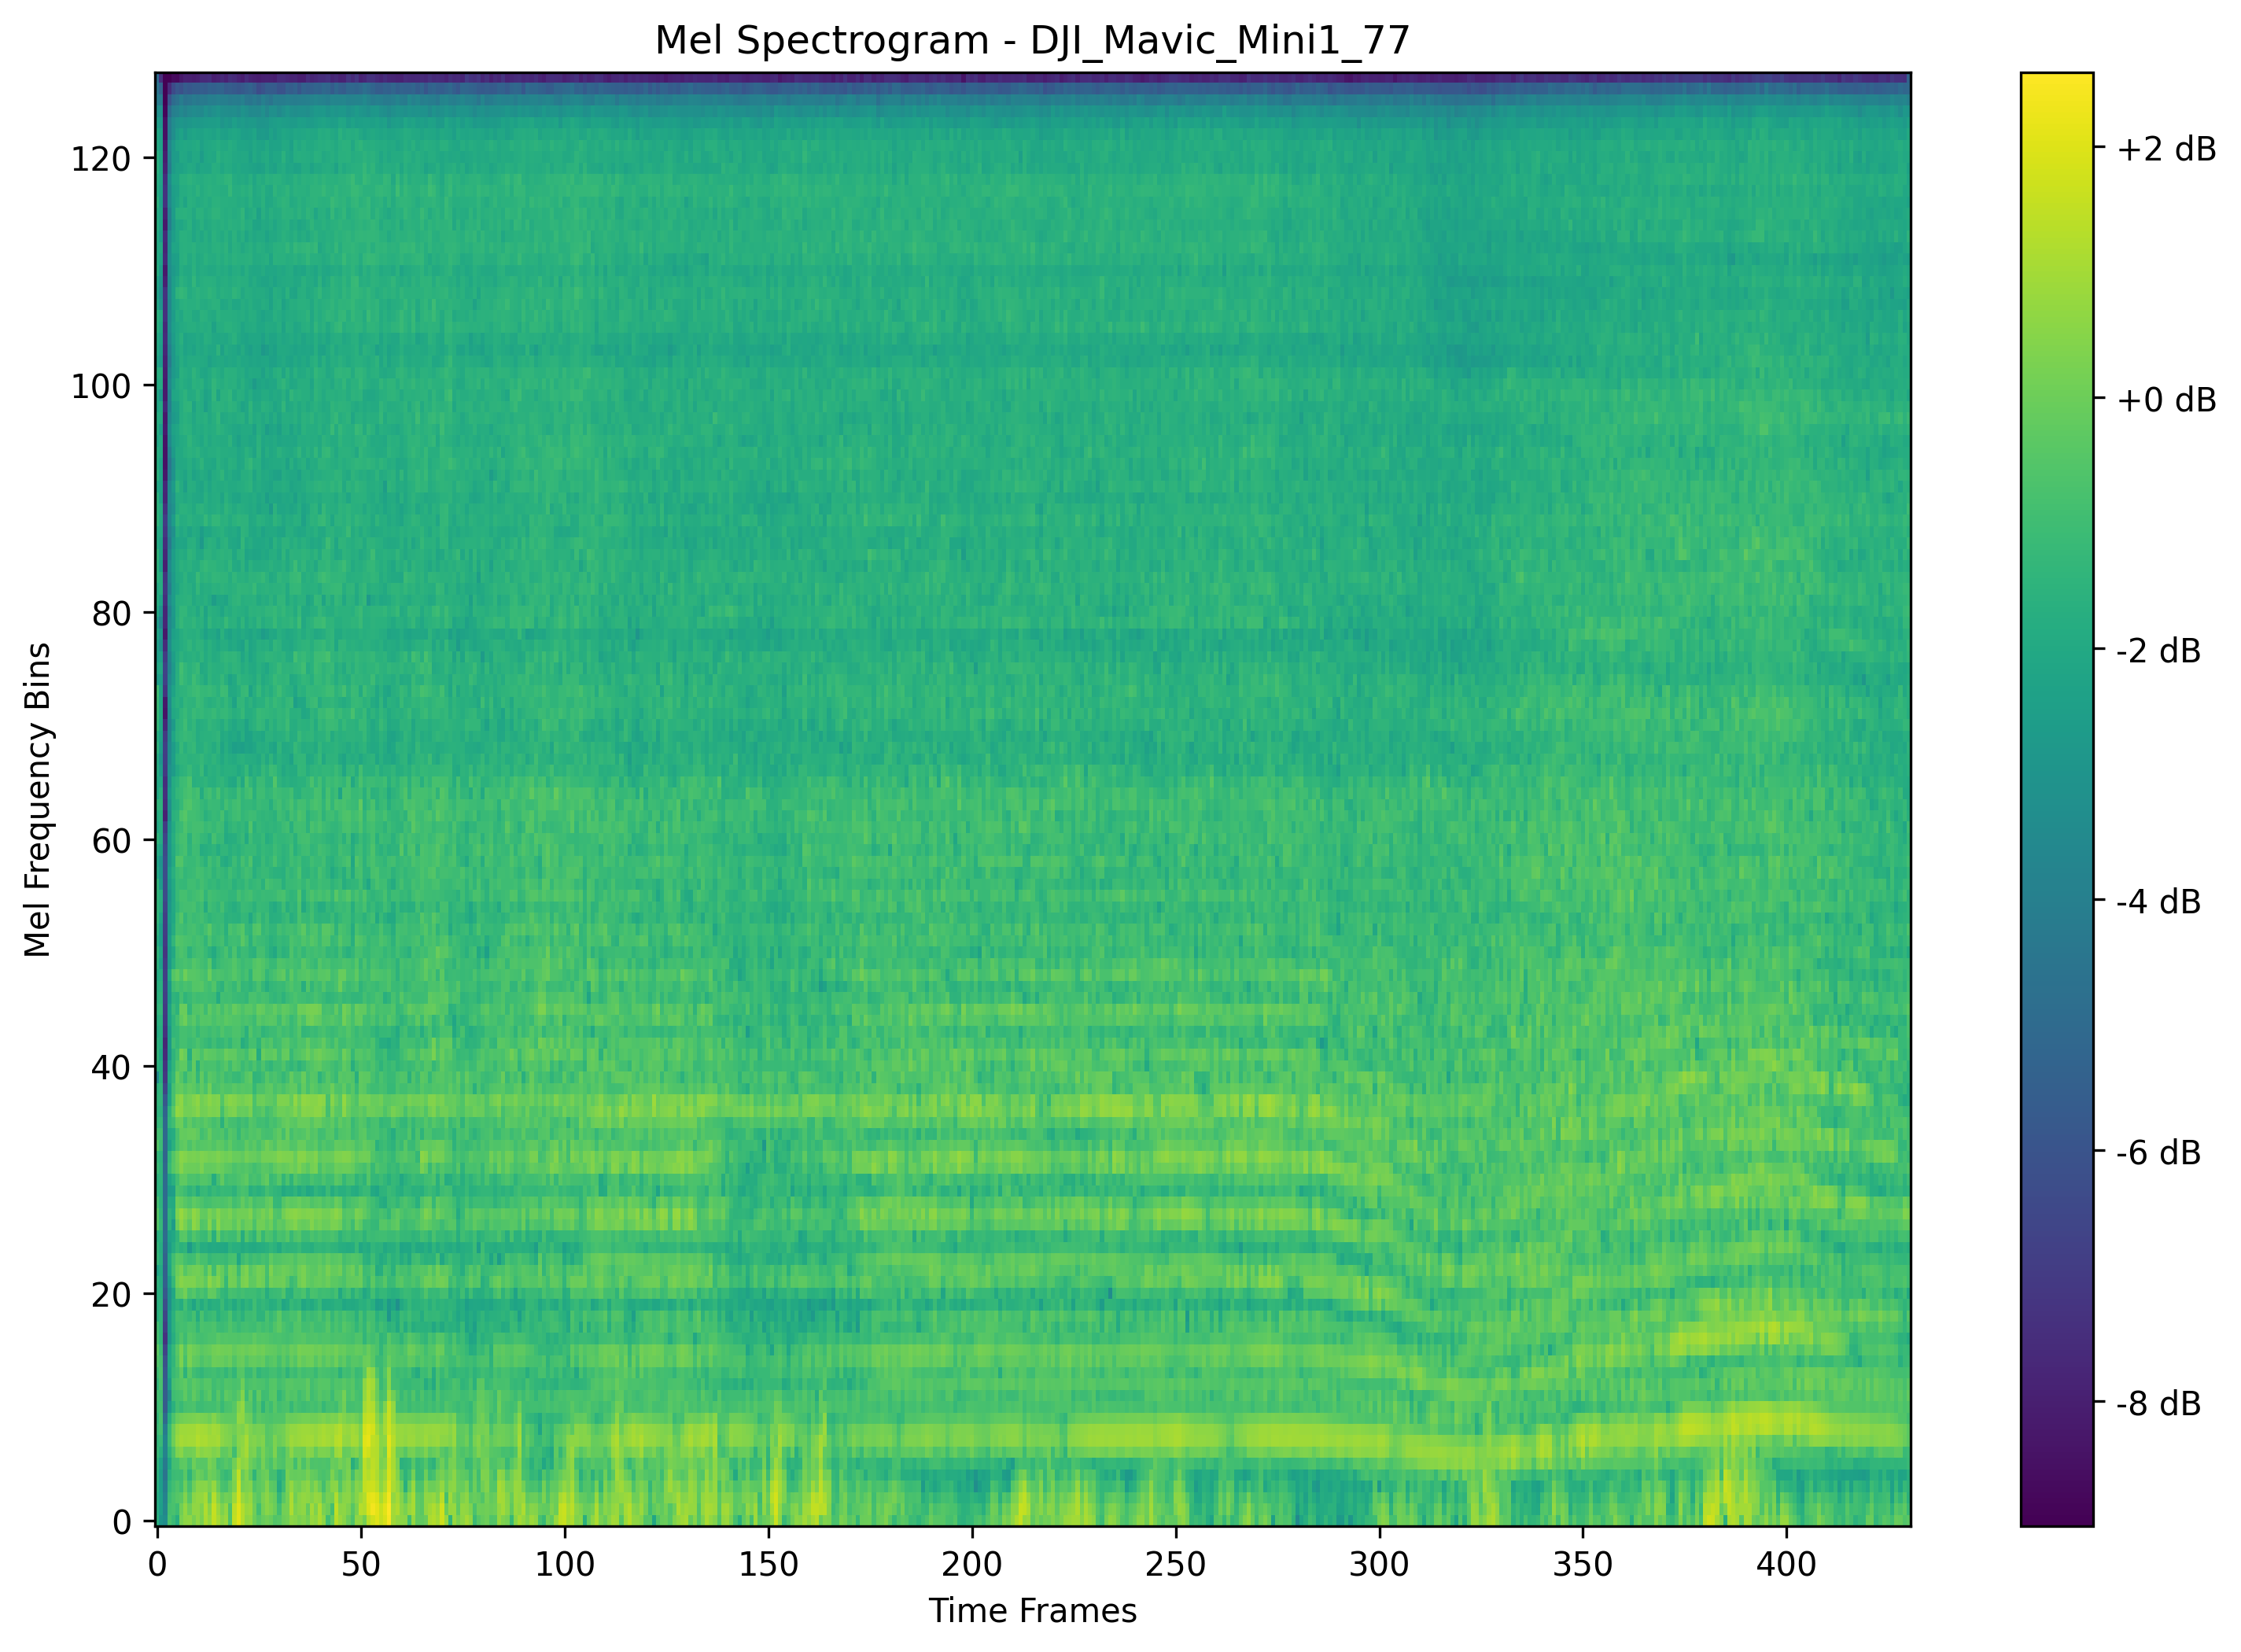 Mel Spectrogram - DJI_Mavic_Mini1_77
Mel Frequency Bins
120
100
80
60
40
20
0
0 50 100 150 200 250 300 350 400
Time Frames
+2 dB
+0 dB
-2 dB
-4 dB
-6 dB
-8 dB